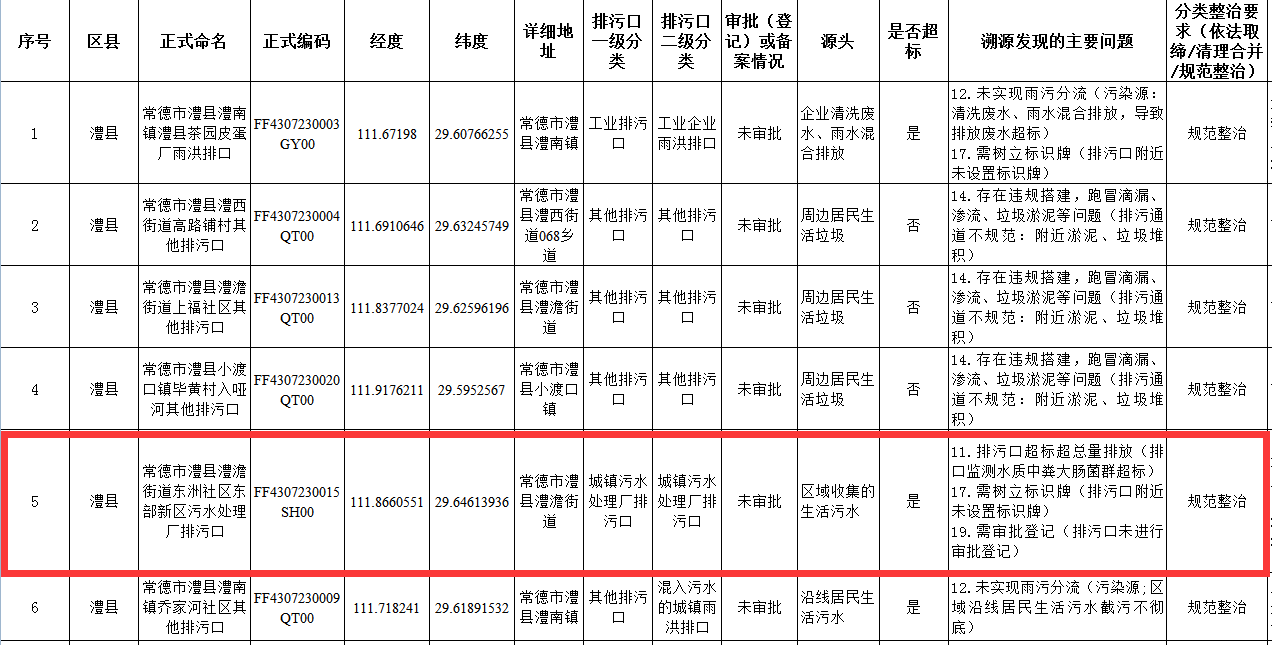 序号
区县
正式命名
正式编码
经度
纬度
详细地
址
排污口
一级分
类
排污口
二级分
类
审批（登
记）或备
案情况
源头
是否超
标
溯源发现的主要问题
分类整治要
求（依法取
缔/清理合并
/规范整治）
1
澧县
常德市澧县澧南
镇澧县茶园皮蛋
厂雨洪排口
FF4307230003
GY00
111.67198
29.60766255
常德市澧
县澧南镇
工业排污
口
工业企业
雨洪排口
未审批
企业清洗废
水、雨水混
合排放
是
12.未实现雨污分流（污染源：
清洗废水、雨水混合排放，导致
排放废水超标）
17.需树立标识牌（排污口附近
未设置标识牌）
规范整治
2
澧县
常德市澧县澧西
街道高路铺村其
他排污口
FF4307230004
QT00
111.6910646
29.63245749
常德市澧
县澧西街
道068乡
道
其他排污
口
其他排污
口
未审批
周边居民生
活垃圾
否
14.存在违规搭建，跑冒滴漏、
渗流、垃圾淤泥等问题（排污通
道不规范：附近淤泥、垃圾堆
积）
规范整治
3
澧县
常德市澧县澧澹
街道上福社区其
他排污口
FF4307230013
QT00
111.8377024
29.62596196
常德市澧
县澧澹街
道
其他排污
口
其他排污
口
未审批
周边居民生
活垃圾
否
14.存在违规搭建，跑冒滴漏、
渗流、垃圾淤泥等问题（排污通
道不规范：附近淤泥、垃圾堆
积）
规范整治
4
澧县
常德市澧县小渡
口镇毕黄村入哑
河其他排污口
FF4307230020
QT00
111.9176211
29.5952567
常德市澧
县小渡口
镇
其他排污
口
其他排污
口
未审批
周边居民生
活垃圾
否
14.存在违规搭建，跑冒滴漏、
渗流、垃圾淤泥等问题（排污通
道不规范：附近淤泥、垃圾堆
积）
规范整治
5
澧县
常德市澧县澧澹
街道东洲社区东
部新区污水处理
厂排污口
FF4307230015
SH00
111.8660551
29.64613936
常德市澧
县澧澹街
道
城镇污水
处理厂排
污口
城镇污水
处理厂排
污口
未审批
区域收集的
生活污水
是
11.排污口超标超总量排放（排
口监测水质中粪大肠菌群超标）
17.需树立标识牌（排污口附近
未设置标识牌）
19.需审批登记（排污口未进行
审批登记）
规范整治
6
澧县
常德市澧县澧南
镇乔家河社区其
他排污口
FF4307230009
QT00
111.718241
29.61891532
常德市澧
县澧南镇
其他排污
口
混入污水
的城镇雨
洪排口
未审批
沿线居民生
活污水
是
12.未实现雨污分流（污染源;区
域沿线居民生活污水截污不彻
底）
规范整治